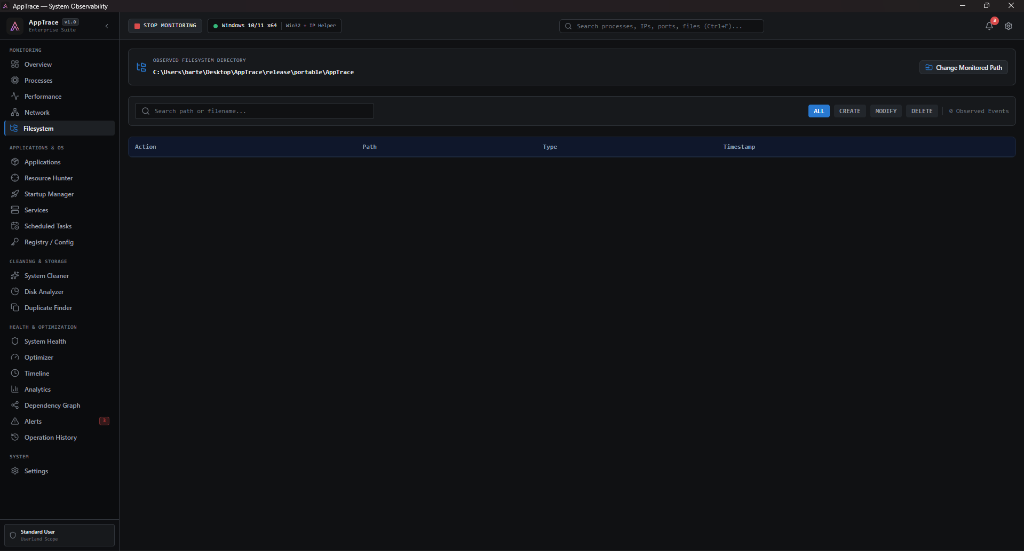 AppTrace — System Observability
AppTrace v1.0
Enterprise Suite
STOP MONITORING
Windows 10/11 x64
Win32 + IP Helper
Search processes, IPs, ports, files (Ctrl+F)...
MONITORING
Overview
Processes
Performance
Network
Filesystem
APPLICATIONS & OS
Applications
Resource Hunter
Startup Manager
Services
Scheduled Tasks
Registry / Config
CLEANING & STORAGE
System Cleaner
Disk Analyzer
Duplicate Finder
HEALTH & OPTIMIZATION
System Health
Optimizer
Timeline
Analytics
Dependency Graph
Alerts
Operation History
SYSTEM
Settings
Standard User
Userland Scope
OBSERVED FILESYSTEM DIRECTORY
C:\Users\barte\Desktop\AppTrace\release\portable\AppTrace
Change Monitored Path
Search path or filename...
ALL CREATE MODIFY DELETE 0 Observed Events
Action Path Type Timestamp